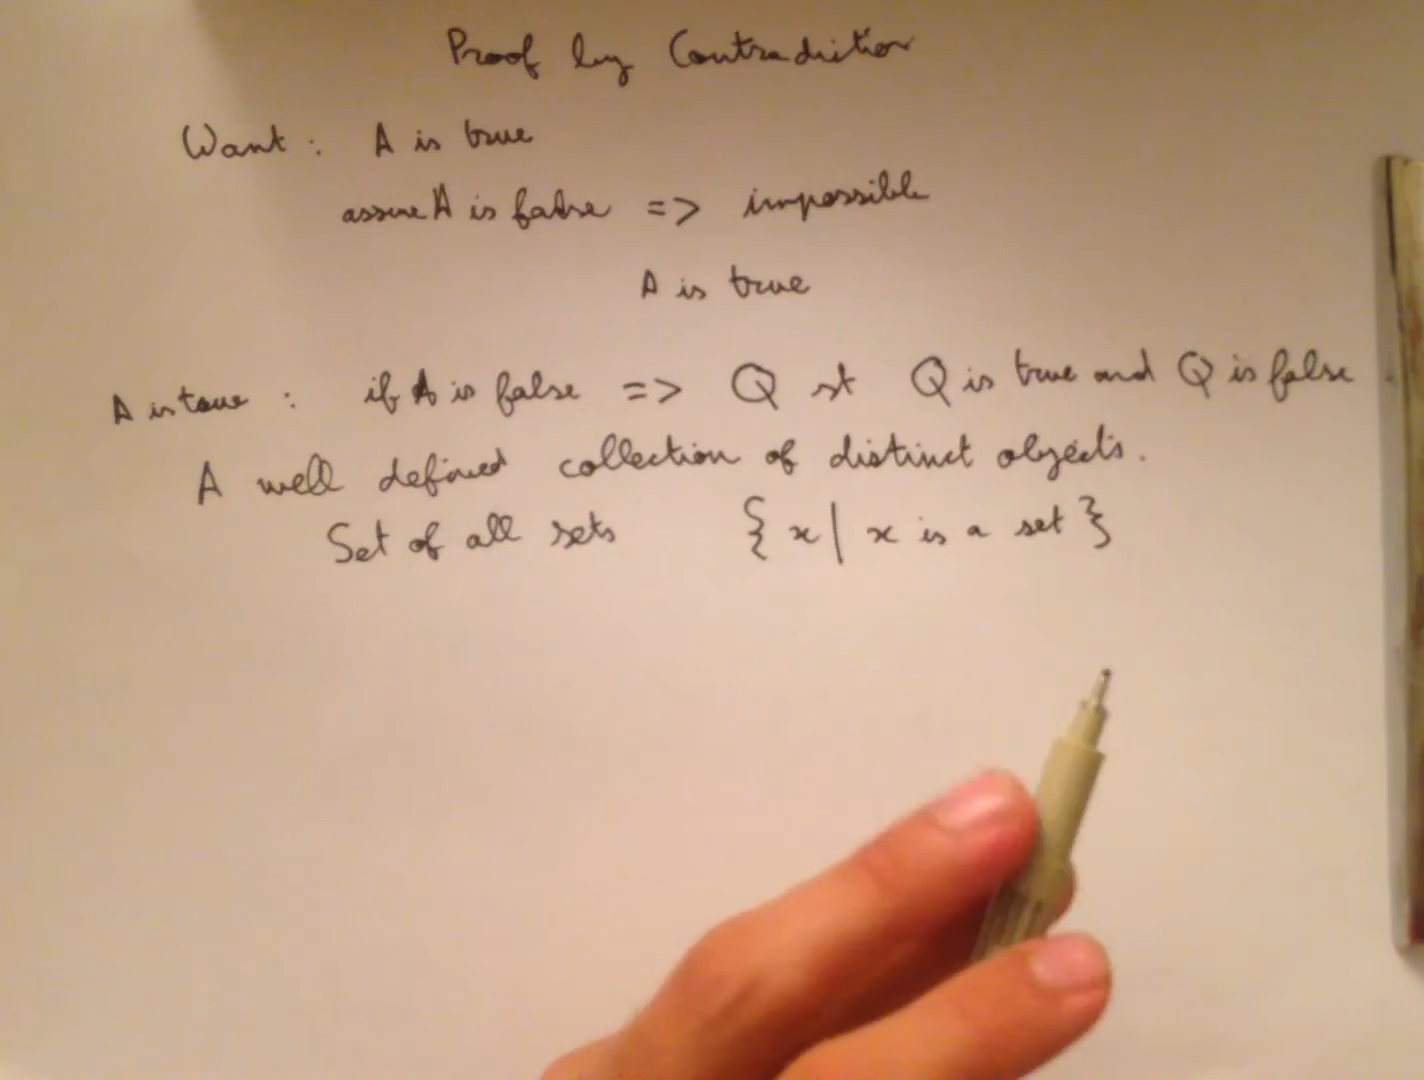 Proof by Contradiction
Want : A is true
assume A is false => impossible
A is true
A is true : if A is false => Q st Q is true and Q is false
A well defined collection of distinct objects.
Set of all sets { x | x is a set }